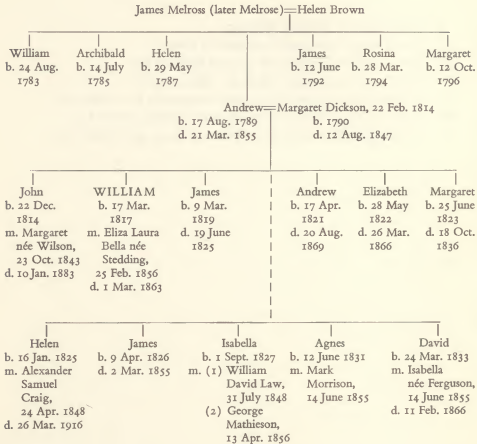 James Melross (later Melrose)=Helen Brown
William
b. 24 Aug.
1783
Archibald
b. 14 July
1785
Helen
b. 29 May
1787
James
b. 12 June
1792
Rosina
b. 28 Mar.
1794
Margaret
b. 12 Oct.
1796
Andrew=Margaret Dickson, 22 Feb. 1814
b. 17 Aug. 1789
d. 21 Mar. 1855
b. 1790
d. 12 Aug. 1847
John
b. 22 Dec.
1814
m. Margaret
née Wilson,
23 Oct. 1843
d. 10 Jan. 1883
WILLIAM
b. 17 Mar.
1817
m. Eliza Laura
Bella née
Stedding,
25 Feb. 1856
d. 1 Mar. 1863
James
b. 9 Mar.
1819
d. 19 June
1825
Andrew
b. 17 Apr.
1821
d. 20 Aug.
1869
Elizabeth
b. 28 May
1822
d. 26 Mar.
1866
Margaret
b. 25 June
1823
d. 18 Oct.
1836
Helen
b. 16 Jan. 1825
m. Alexander
Samuel
Craig,
24 Apr. 1848
d. 26 Mar. 1916
James
b. 9 Apr. 1826
d. 2 Mar. 1855
Isabella
b. 1 Sept. 1827
m. (1) William
David Law,
31 July 1848
(2) George
Mathieson,
13 Apr. 1856
Agnes
b. 12 June 1831
m. Mark
Morrison,
14 June 1855
David
b. 24 Mar. 1833
m. Isabella
née Ferguson,
14 June 1855
d. 11 Feb. 1866